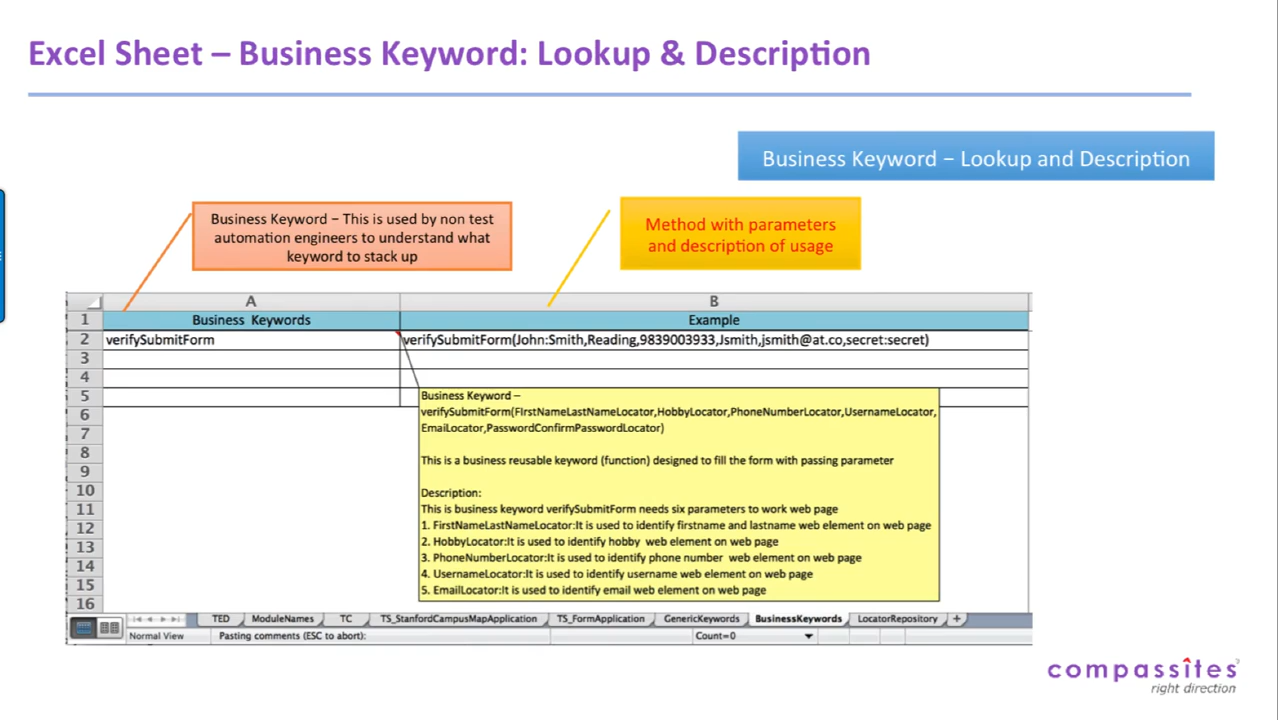 Excel Sheet – Business Keyword: Lookup & Description
Business Keyword – Lookup and Description
Business Keyword – This is used by non test
automation engineers to understand what
keyword to stack up
Method with parameters
and description of usage
A B
1 Business Keywords Example
2 verifySubmitForm verifySubmitForm(John:Smith,Reading,9839003933,Jsmith,jsmith@at.co,secret:secret)
3
4
5
6
7
8
9
10
11
12
13
14
15
16
Business Keyword –
verifySubmitForm(FIrstNameLastNameLocator,HobbyLocator,PhoneNumberLocator,UsernameLocator,
EmaiLocator,PasswordConfirmPasswordLocator)
This is a business reusable keyword (function) designed to fill the form with passing parameter
Description:
This is business keyword verifySubmitForm needs six parameters to work web page
1. FirstNameLastNameLocator:It is used to identify firstname and lastname web element on web page
2. HobbyLocator:It is used to identify hobby web element on web page
3. PhoneNumberLocator:It is used to identify phone number web element on web page
4. UsernameLocator:It is used to identify username web element on web page
5. EmailLocator:It is used to identify email web element on web page
TED ModuleNames TC TS_StanfordCampusMapApplication TS_FormApplication GenericKeywords BusinessKeywords LocatorRepository +
Normal View Pasting comments (ESC to abort): Count=0
compassites
right direction